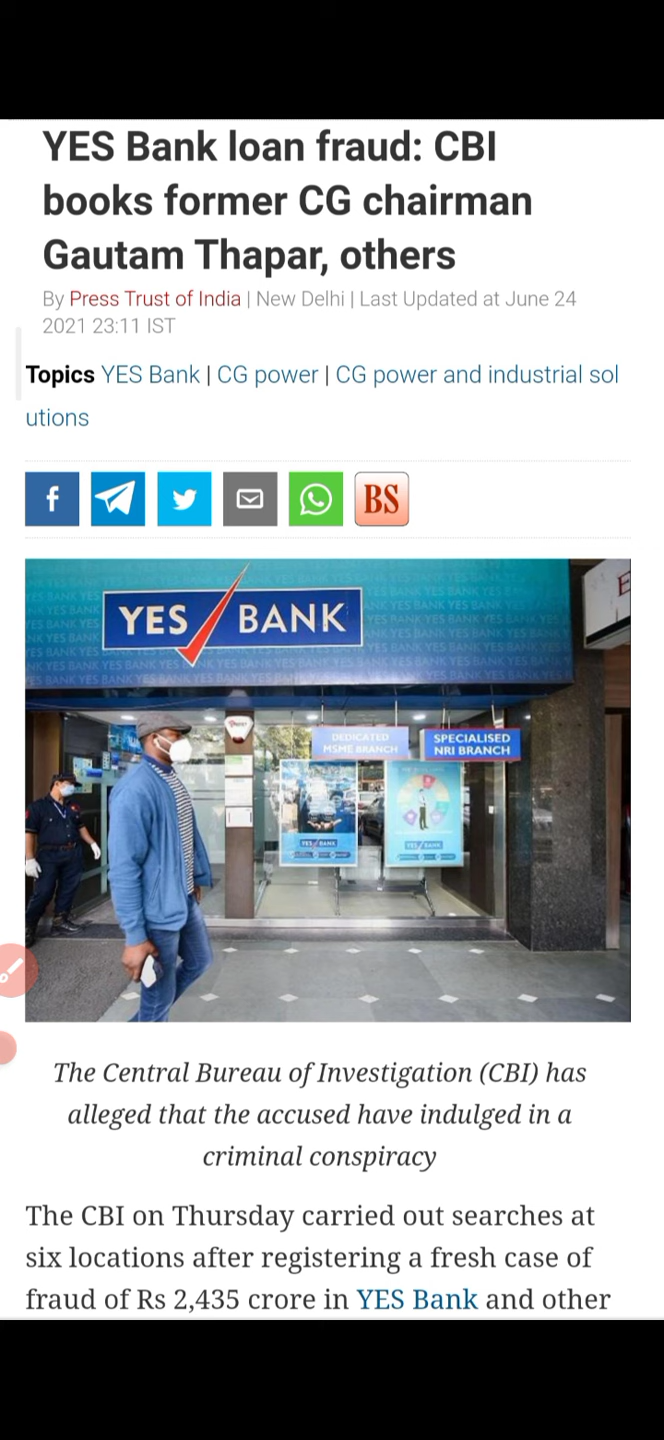 YES Bank loan fraud: CBI
books former CG chairman
Gautam Thapar, others
By Press Trust of India | New Delhi | Last Updated at June 24
2021 23:11 IST
Topics YES Bank | CG power | CG power and industrial sol
utions
BS
YES BANK
DEDICATED
MSME BRANCH
SPECIALISED
NRI BRANCH
YES BANK
YES BANK
The Central Bureau of Investigation (CBI) has
alleged that the accused have indulged in a
criminal conspiracy
The CBI on Thursday carried out searches at
six locations after registering a fresh case of
fraud of Rs 2,435 crore in YES Bank and other